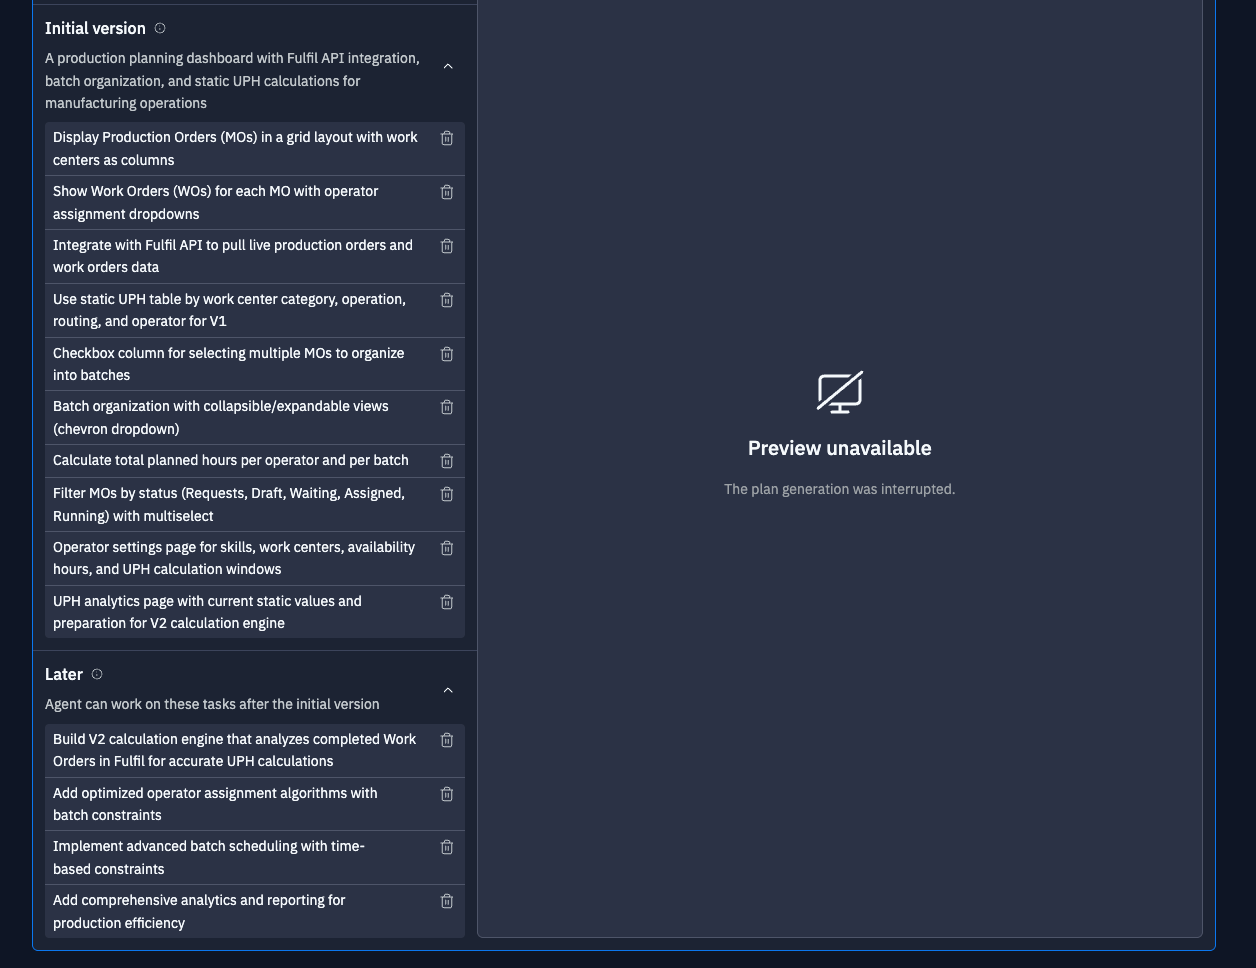 Initial version
A production planning dashboard with Fulfil API integration,
batch organization, and static UPH calculations for
manufacturing operations
Display Production Orders (MOs) in a grid layout with work
centers as columns
Show Work Orders (WOs) for each MO with operator
assignment dropdowns
Integrate with Fulfil API to pull live production orders and
work orders data
Use static UPH table by work center category, operation,
routing, and operator for V1
Checkbox column for selecting multiple MOs to organize
into batches
Batch organization with collapsible/expandable views
(chevron dropdown)
Calculate total planned hours per operator and per batch
Filter MOs by status (Requests, Draft, Waiting, Assigned,
Running) with multiselect
Operator settings page for skills, work centers, availability
hours, and UPH calculation windows
UPH analytics page with current static values and
preparation for V2 calculation engine
Later
Agent can work on these tasks after the initial version
Build V2 calculation engine that analyzes completed Work
Orders in Fulfil for accurate UPH calculations
Add optimized operator assignment algorithms with
batch constraints
Implement advanced batch scheduling with time-
based constraints
Add comprehensive analytics and reporting for
production efficiency
Preview unavailable
The plan generation was interrupted.